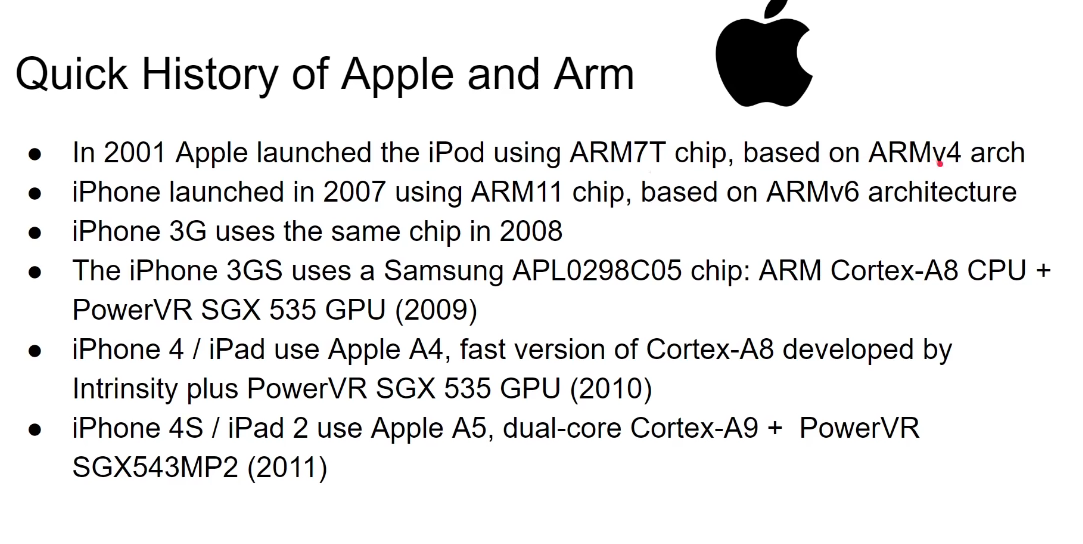 Quick History of Apple and Arm
● In 2001 Apple launched the iPod using ARM7T chip, based on ARMv4 arch
● iPhone launched in 2007 using ARM11 chip, based on ARMv6 architecture
● iPhone 3G uses the same chip in 2008
● The iPhone 3GS uses a Samsung APL0298C05 chip: ARM Cortex-A8 CPU +
PowerVR SGX 535 GPU (2009)
● iPhone 4 / iPad use Apple A4, fast version of Cortex-A8 developed by
Intrinsity plus PowerVR SGX 535 GPU (2010)
● iPhone 4S / iPad 2 use Apple A5, dual-core Cortex-A9 + PowerVR
SGX543MP2 (2011)